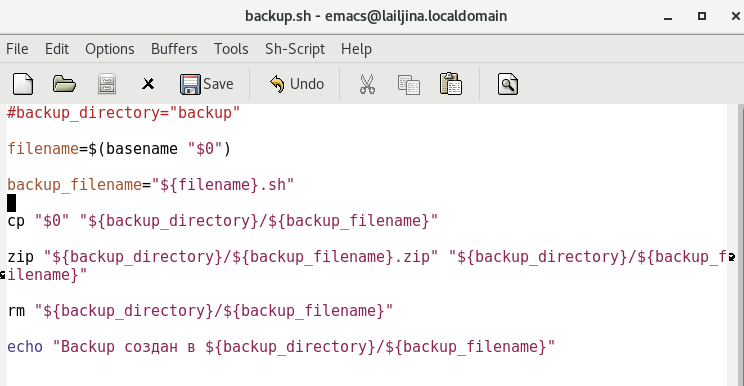 backup.sh - emacs@lailjina.localdomain
File Edit Options Buffers Tools Sh-Script Help
Save Undo
#backup_directory="backup"
filename=$(basename "$0")
backup_filename="${filename}.sh"
cp "$0" "${backup_directory}/${backup_filename}"
zip "${backup_directory}/${backup_filename}.zip" "${backup_directory}/${backup_f
ilename}"
rm "${backup_directory}/${backup_filename}"
echo "Backup создан в ${backup_directory}/${backup_filename}"